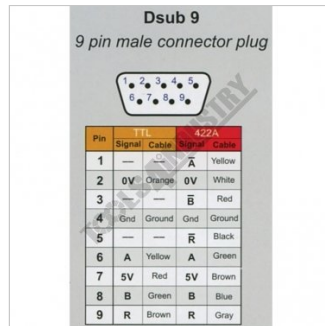 Dsub 9
9 pin male connector plug
1 2 3 4 5
6 7 8 9
Pin TTL 422A
Signal Cable Signal Cable
1 — — A̅ Yellow
2 0V Orange 0V White
3 — — B̅ Red
4 Gnd Ground Gnd Ground
5 — — R̅ Black
6 A Yellow A Green
7 5V Red 5V Brown
8 B Green B Blue
9 R Brown R Gray
TOOLS4INDUSTRY